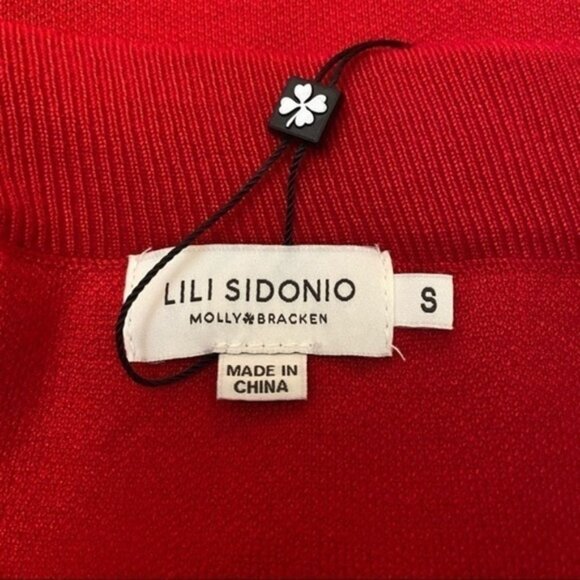 LILI SIDONIO
MOLLY BRACKEN
S
MADE IN
CHINA